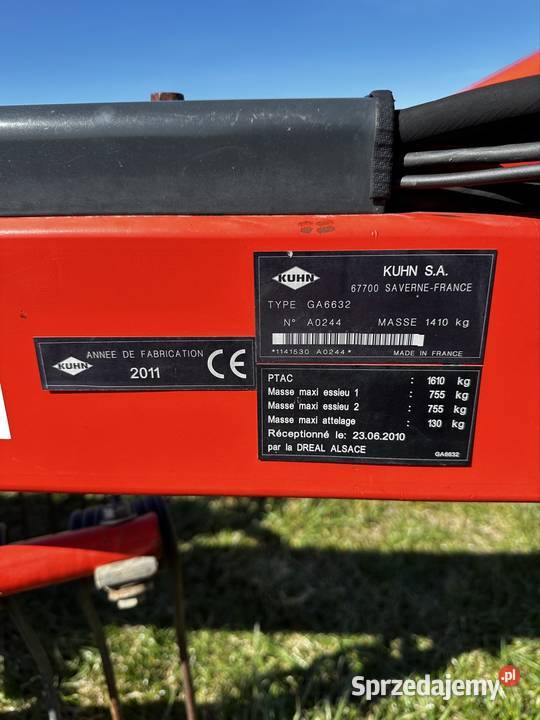 KUHN
KUHN S.A.
67700 SAVERNE-FRANCE
TYPE GA6632
N° A0244 MASSE 1410 kg
*1141530 A0244*
MADE IN FRANCE
KUHN
ANNEE DE FABRICATION
2011
CE
PTAC : 1610 kg
Masse maxi essieu 1 : 755 kg
Masse maxi essieu 2 : 755 kg
Masse maxi attelage : 130 kg
Réceptionné le: 23.06.2010
par la DREAL ALSACE
GA6632
Sprzedajemy.pl